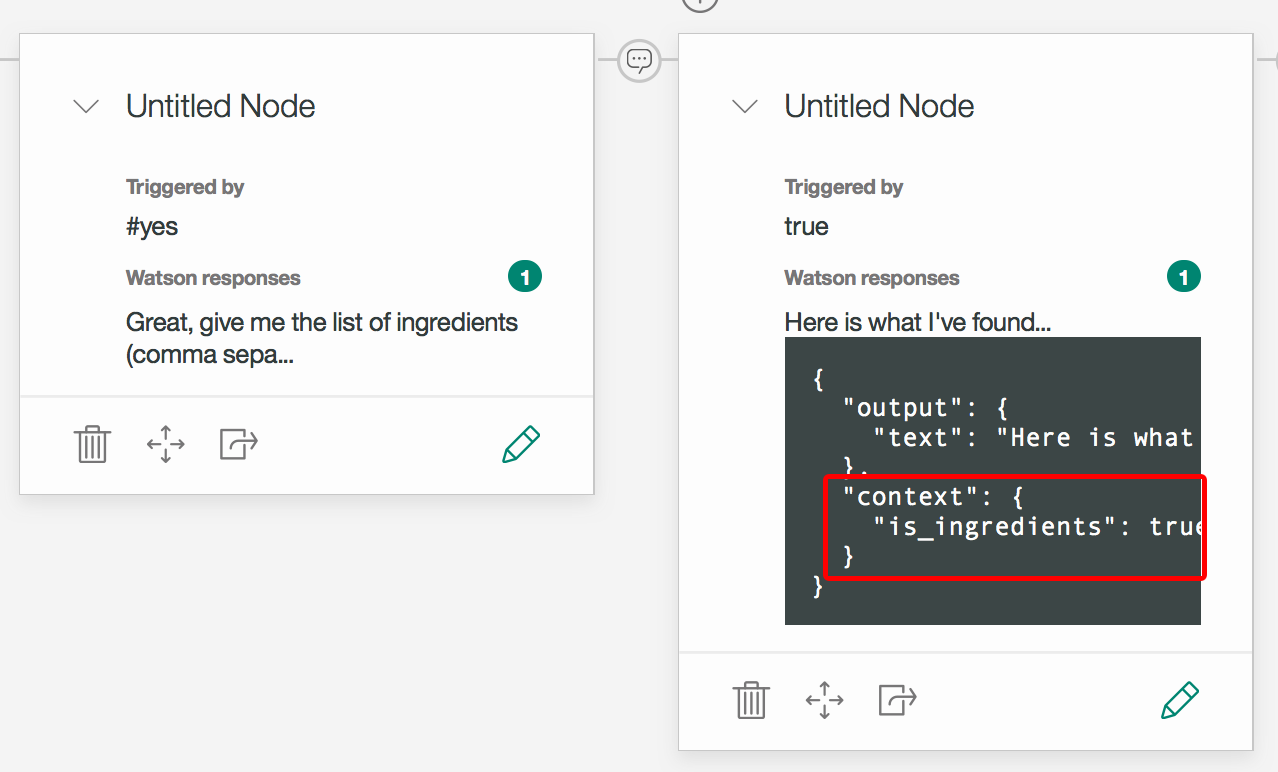 Untitled Node
Triggered by
#yes
Watson responses
1
Great, give me the list of ingredients
(comma sepa...
Untitled Node
Triggered by
true
Watson responses
1
Here is what I've found...
{
"output": {
"text": "Here is what
},
"context": {
"is_ingredients": true
}
}